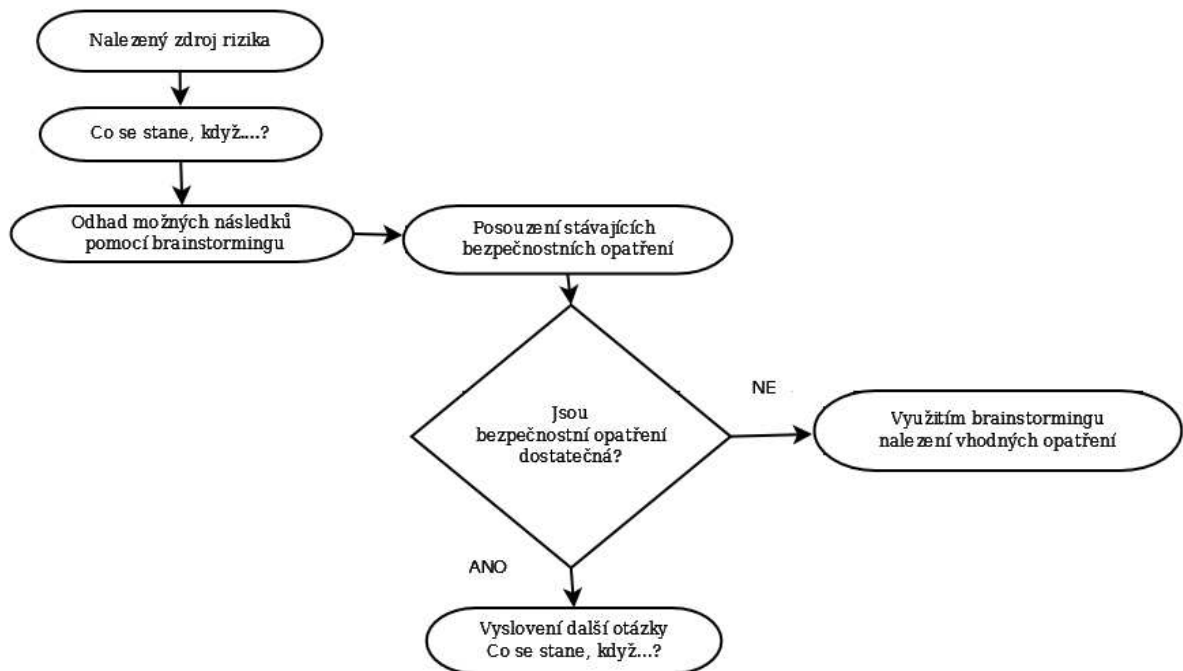 Nalezený zdroj rizika
Co se stane, když....?
Odhad možných následků
pomocí brainstormingu
Posouzení stávajících
bezpečnostních opatření
Jsou
bezpečnostní opatření
dostatečná?
NE
Využitím brainstormingu
nalezení vhodných opatření
ANO
Vyslovení další otázky
Co se stane, když...?